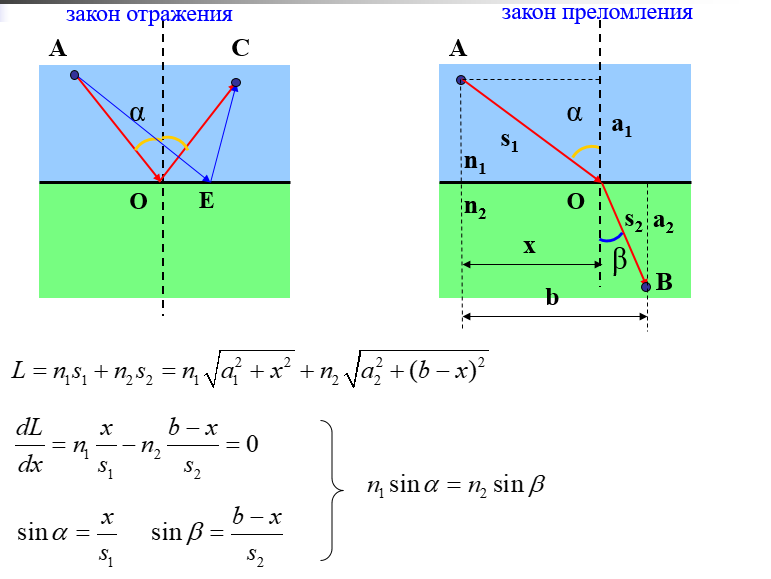 закон отражения
закон преломления
A
C
α
O
E
A
α
a₁
s₁
n₁
n₂
O
s₂
a₂
x
β
B
b
L = n₁s₁ + n₂s₂ = n₁√(a₁² + x²) + n₂√(a₂² + (b − x)²)
dL/dx = n₁ x/s₁ − n₂ (b − x)/s₂ = 0
n₁ sin α = n₂ sin β
sin α = x/s₁ sin β = (b − x)/s₂